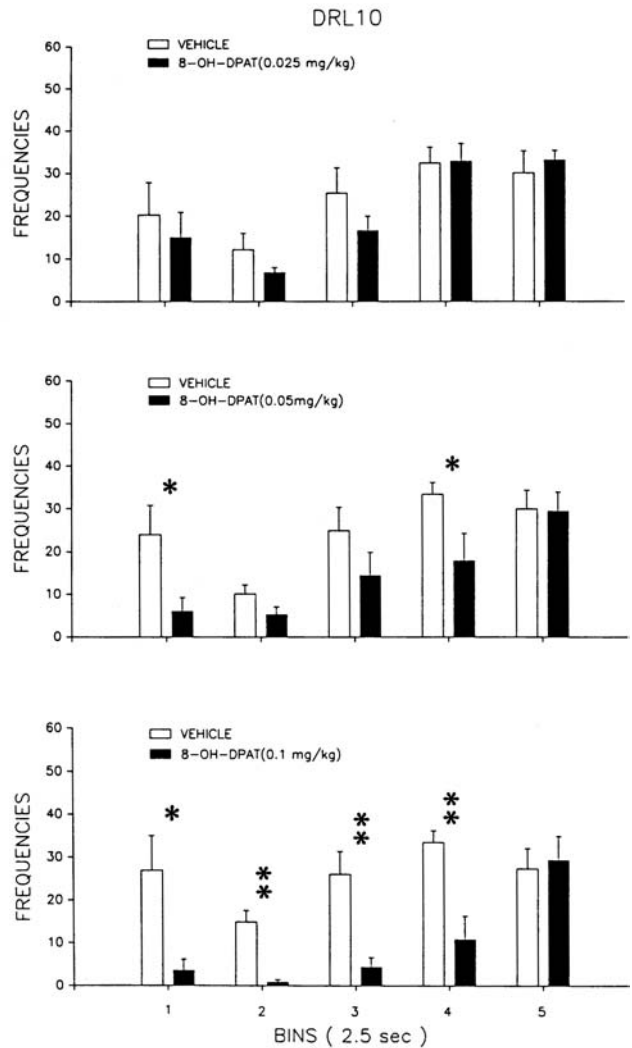 DRL10
VEHICLE
8-OH-DPAT(0.025 mg/kg)
60
50
40
30
20
10
0
FREQUENCIES
VEHICLE
8-OH-DPAT(0.05mg/kg)
60
50
40
30
20
10
0
FREQUENCIES
*
*
VEHICLE
8-OH-DPAT(0.1 mg/kg)
60
50
40
30
20
10
0
FREQUENCIES
*
**
**
**
1 2 3 4 5
BINS ( 2.5 sec )